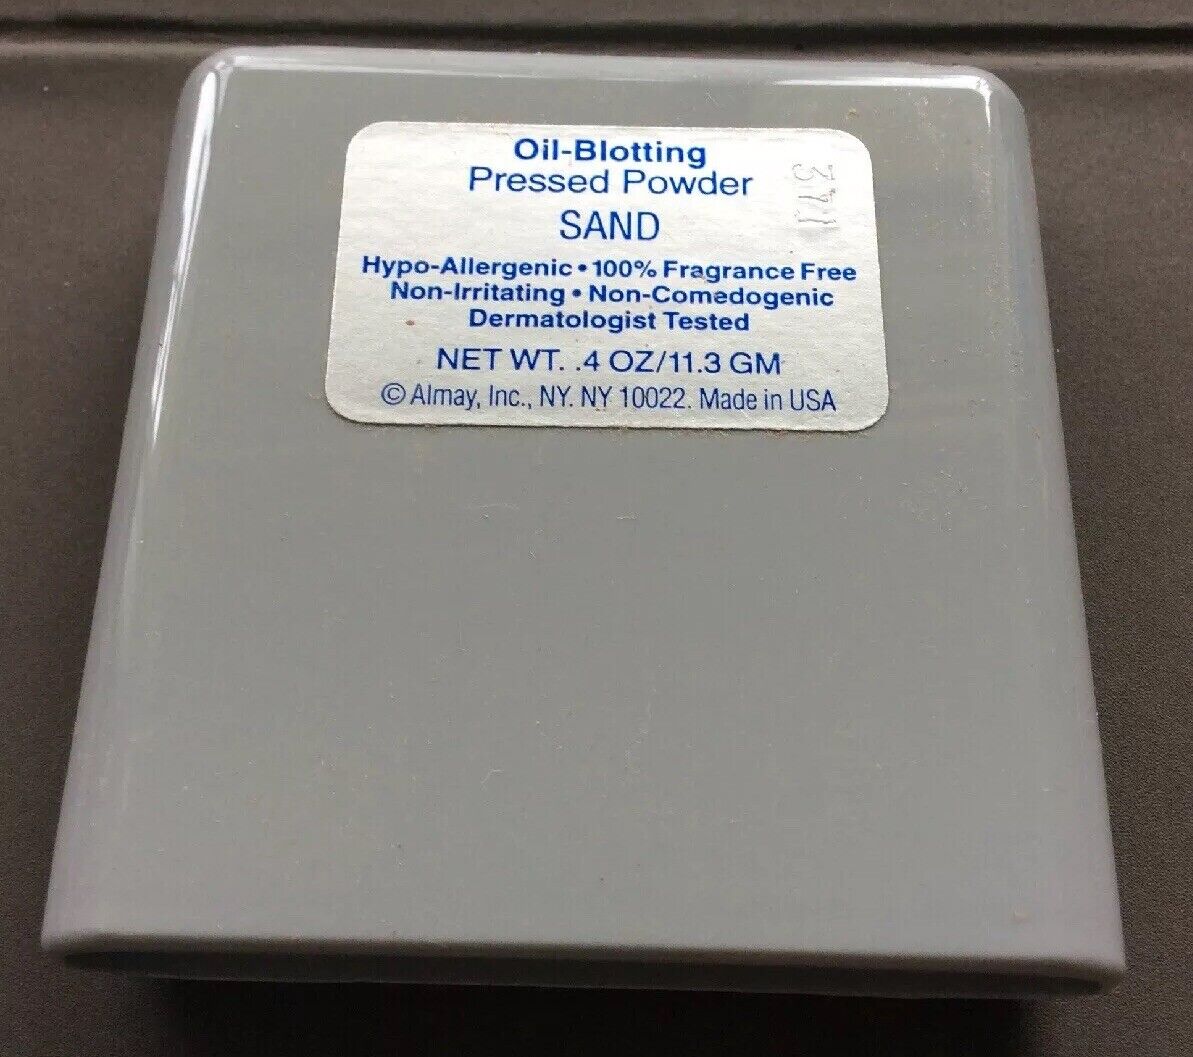 Oil-Blotting
Pressed Powder
SAND
Hypo-Allergenic • 100% Fragrance Free
Non-Irritating • Non-Comedogenic
Dermatologist Tested
NET WT. .4 OZ/11.3 GM
© Almay, Inc., NY. NY 10022. Made in USA